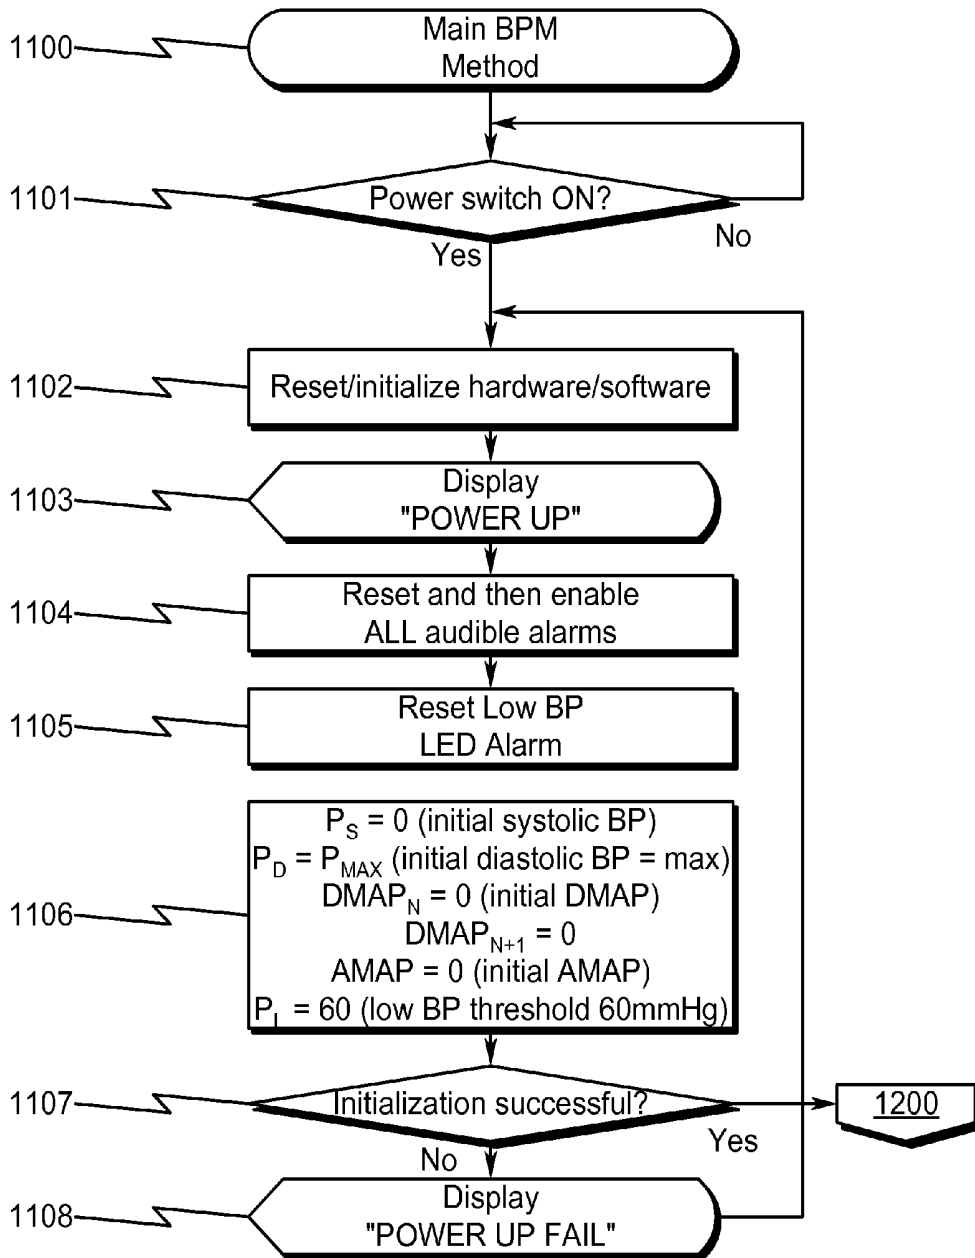 1100
Main BPM
Method
1101
Power switch ON?
No
Yes
1102
Reset/initialize hardware/software
1103
Display
"POWER UP"
1104
Reset and then enable
ALL audible alarms
1105
Reset Low BP
LED Alarm
1106
P_S = 0 (initial systolic BP)
P_D = P_MAX (initial diastolic BP = max)
DMAP_N = 0 (initial DMAP)
DMAP_N+1 = 0
AMAP = 0 (initial AMAP)
P_L = 60 (low BP threshold 60mmHg)
1107
Initialization successful?
1200
Yes
No
1108
Display
"POWER UP FAIL"